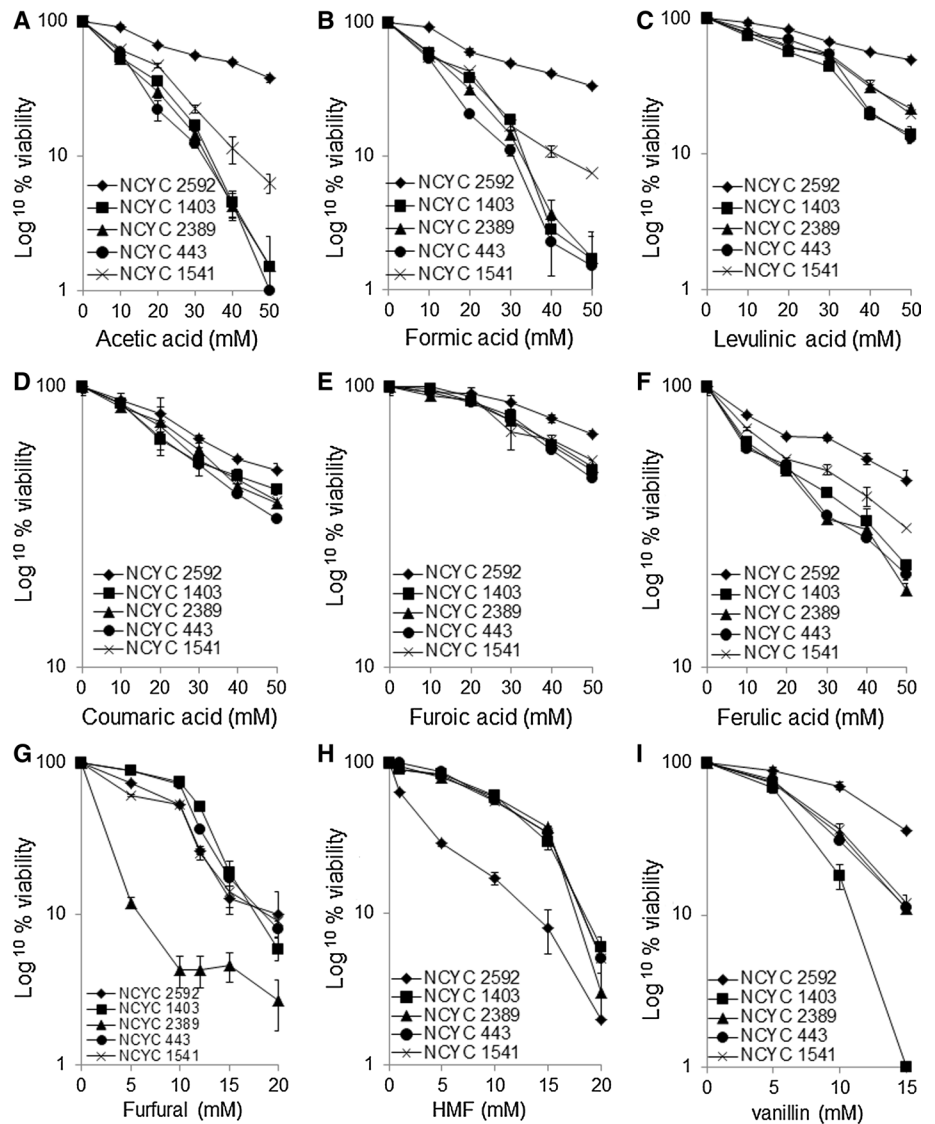 A
100
10
1
Log10 % viability
NCYC 2592
NCYC 1403
NCYC 2389
NCYC 443
NCYC 1541
0 10 20 30 40 50
Acetic acid (mM)
B
100
10
1
Log10 % viability
NCYC 2592
NCYC 1403
NCYC 2389
NCYC 443
NCYC 1541
0 10 20 30 40 50
Formic acid (mM)
C
100
10
1
Log10 % viability
NCYC 2592
NCYC 1403
NCYC 2389
NCYC 443
NCYC 1541
0 10 20 30 40 50
Levulinic acid (mM)
D
100
10
Log10 % viability
NCYC 2592
NCYC 1403
NCYC 2389
NCYC 443
NCYC 1541
0 10 20 30 40 50
Coumaric acid (mM)
E
100
10
Log10 % viability
NCYC 2592
NCYC 1403
NCYC 2389
NCYC 443
NCYC 1541
0 10 20 30 40 50
Furoic acid (mM)
F
100
10
Log10 % viability
NCYC 2592
NCYC 1403
NCYC 2389
NCYC 443
NCYC 1541
0 10 20 30 40 50
Ferulic acid (mM)
G
100
10
1
Log10 % viability
NCYC 2592
NCYC 1403
NCYC 2389
NCYC 443
NCYC 1541
0 5 10 15 20
Furfural (mM)
H
100
10
1
Log10 % viability
NCYC 2592
NCYC 1403
NCYC 2389
NCYC 443
NCYC 1541
0 5 10 15 20
HMF (mM)
I
100
10
1
Log10 % viability
NCYC 2592
NCYC 1403
NCYC 2389
NCYC 443
NCYC 1541
0 5 10 15
vanillin (mM)